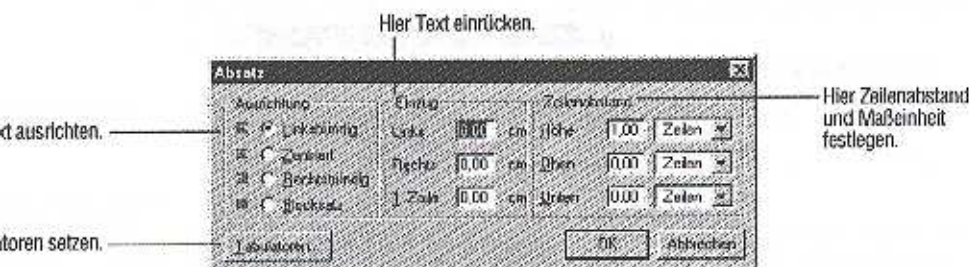 Hier Text einrücken.
Absatz
Ausrichtung
Einzug
Zeilenabstand
Hier Zeilenabstand
und Maßeinheit
festlegen.
xt ausrichten.
Linksbündig
Links 0,00 cm
Höhe 1,00 Zeilen
Zentriert
Rechts 0,00 cm
Oben 0,00 Zeilen
Rechtsbündig
Blocksatz
1. Zeile 0,00 cm
Unten 0,00 Zeilen
atoren setzen.
Tabulatoren...
OK
Abbrechen